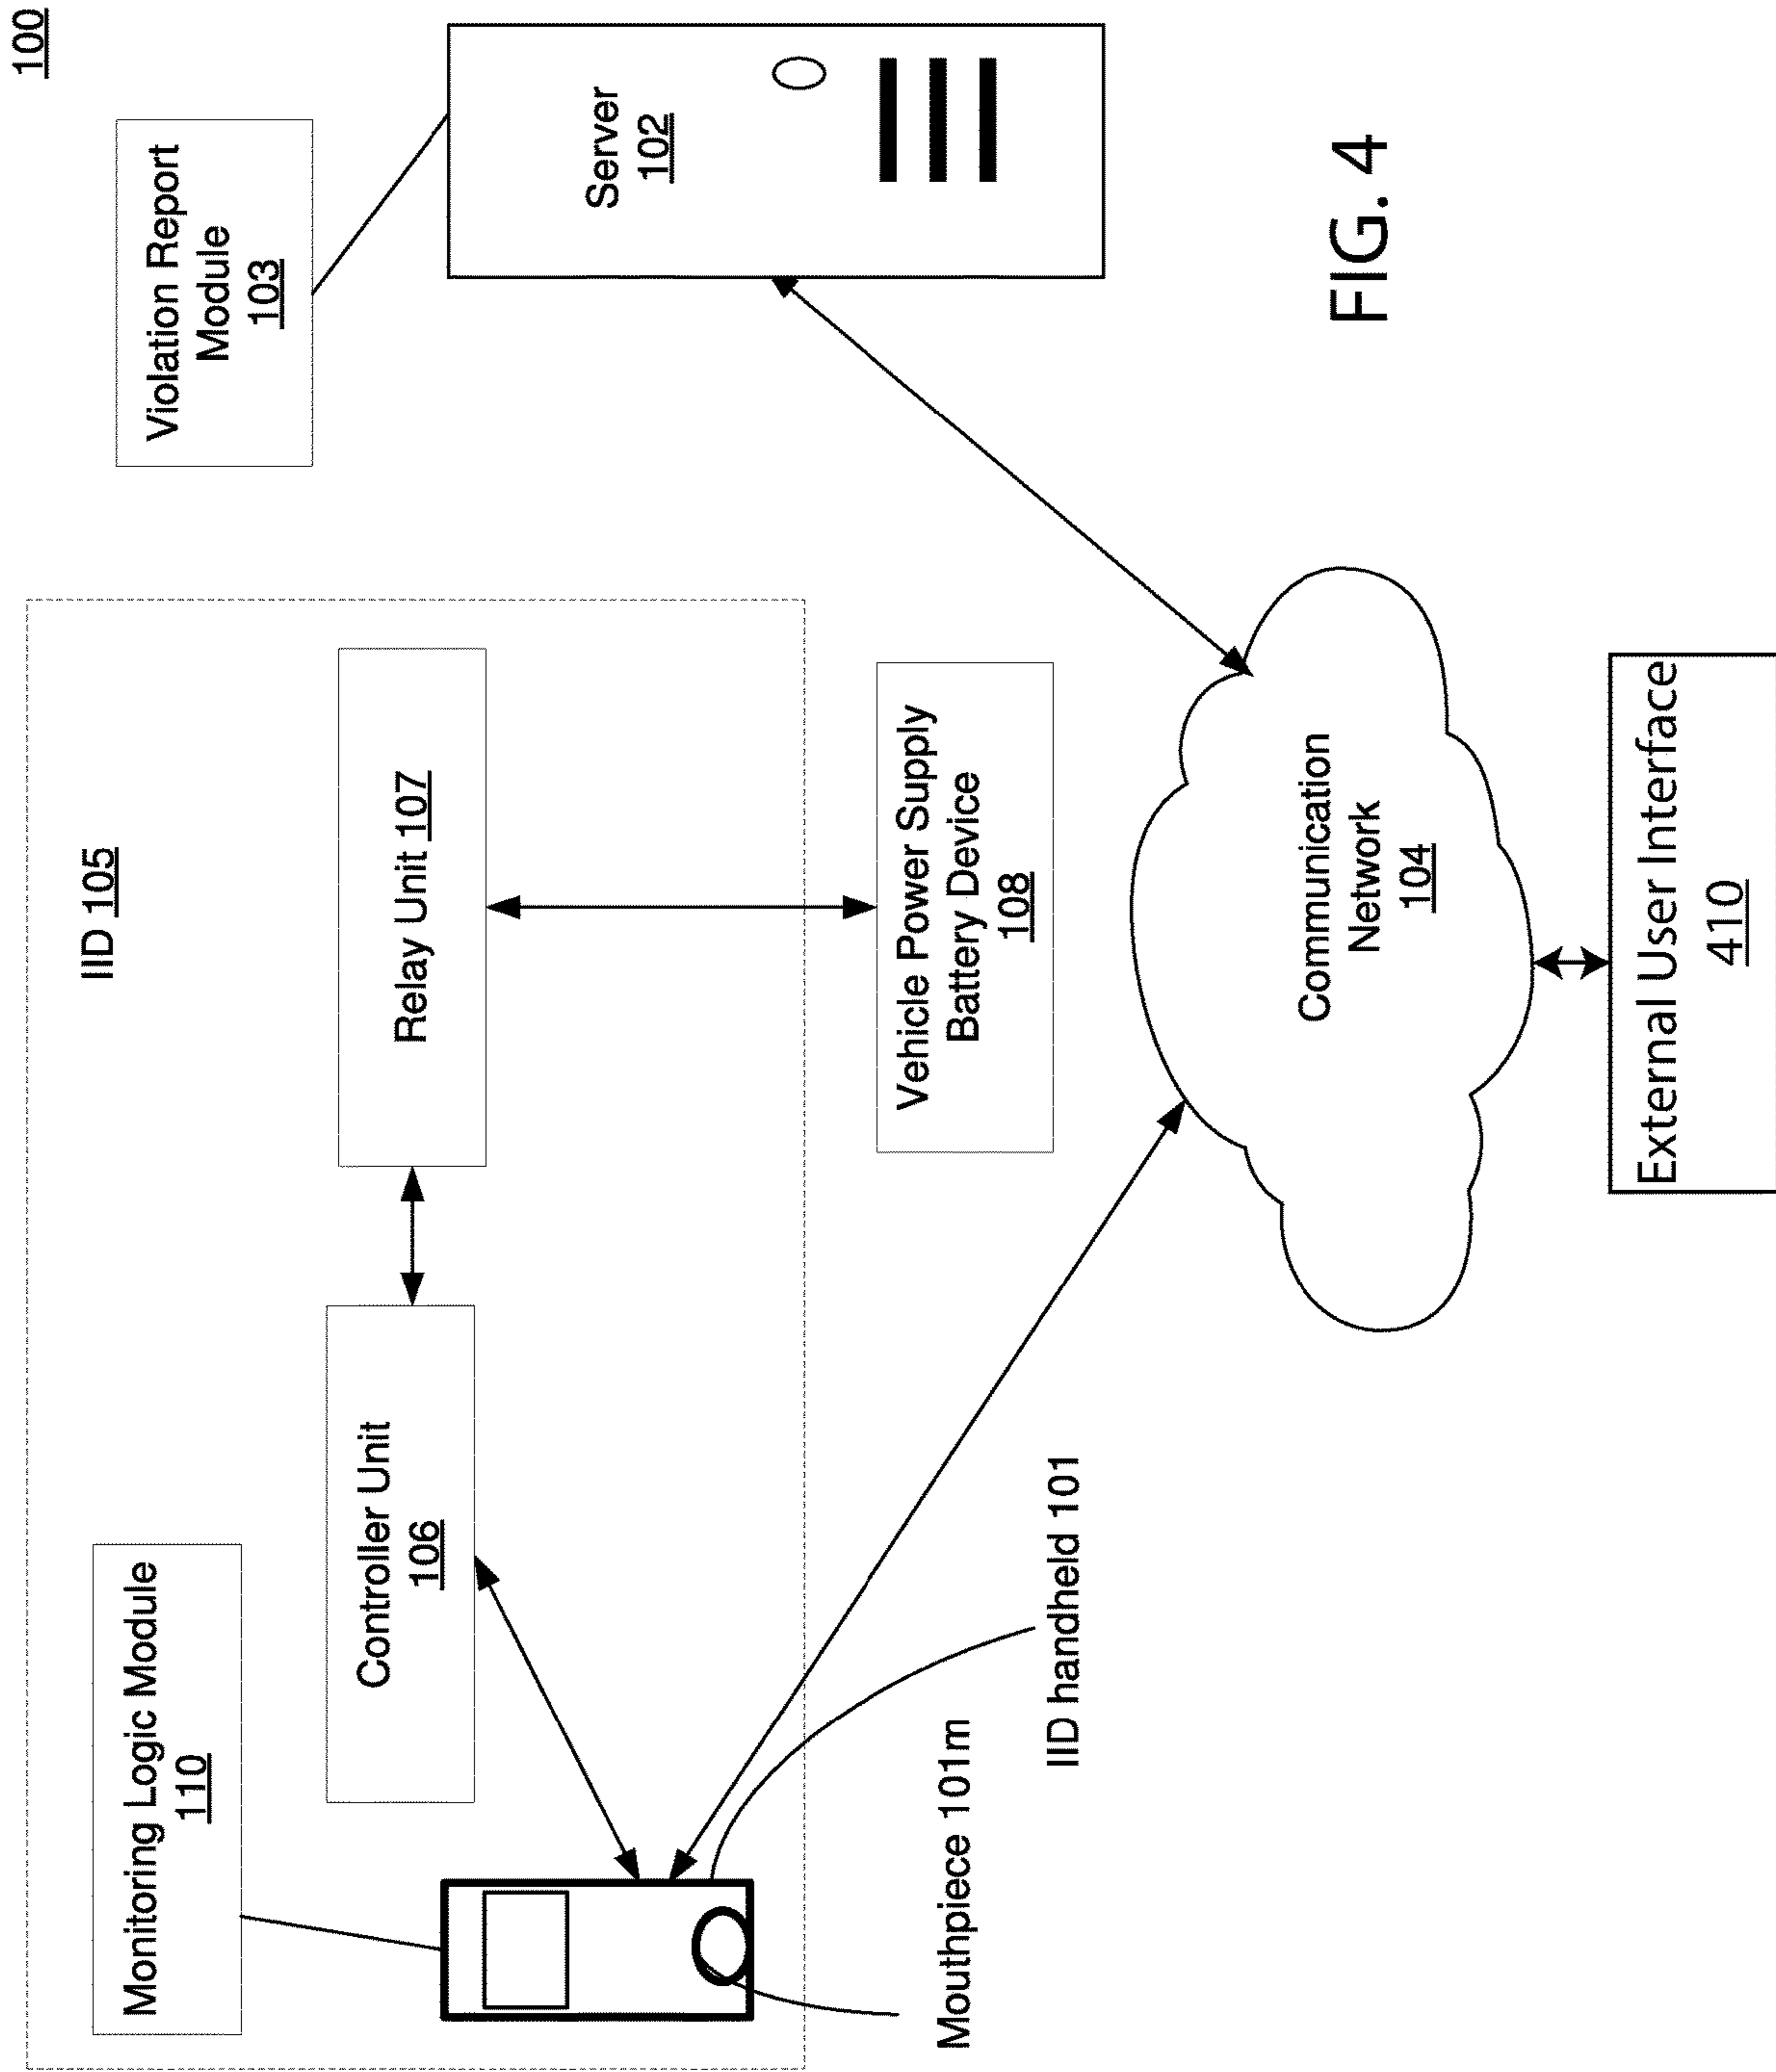 100
IID 105
Monitoring Logic Module
110
Controller Unit
106
Relay Unit 107
Violation Report
Module
103
Server
102
Vehicle Power Supply
Battery Device
108
Mouthpiece 101m
IID handheld 101
Communication
Network
104
External User Interface
410
FIG. 4